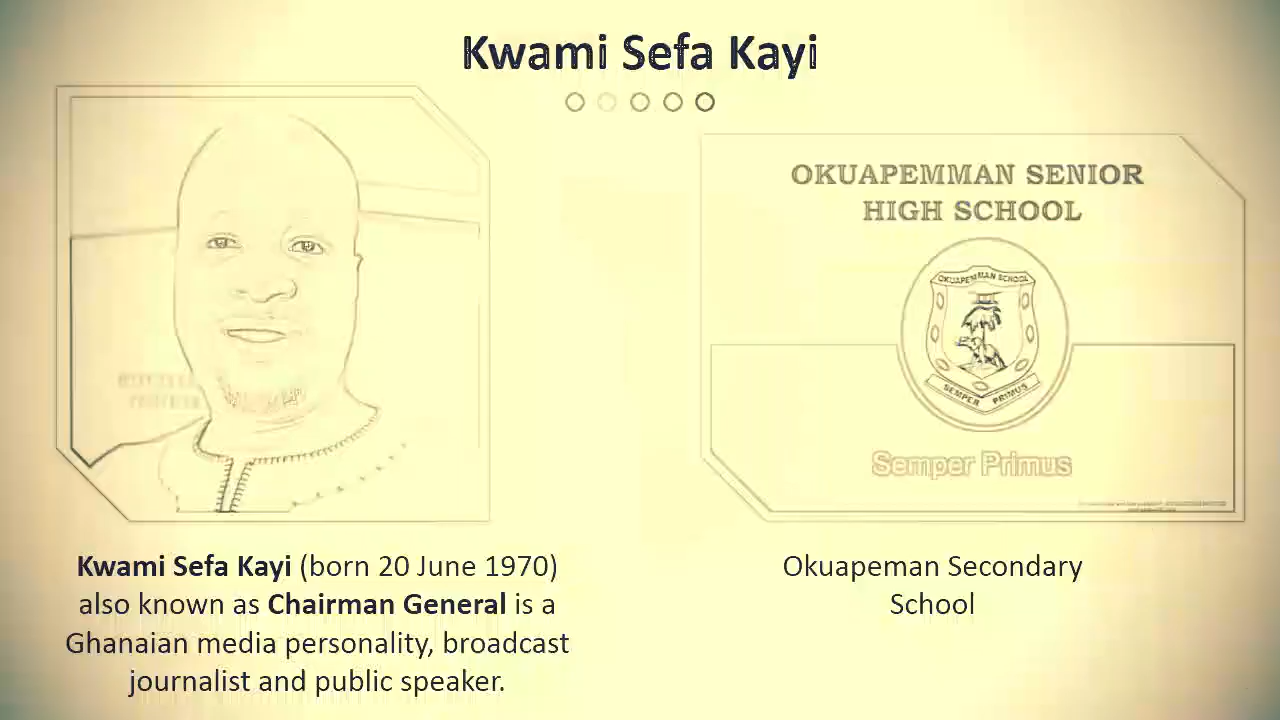 Kwami Sefa Kayi
OKUAPEMMAN SENIOR
HIGH SCHOOL
OKUAPEMMAN SCHOOL
SEMPER PRIMUS
Semper Primus
Kwami Sefa Kayi (born 20 June 1970)
also known as Chairman General is a
Ghanaian media personality, broadcast
journalist and public speaker.
Okuapeman Secondary
School